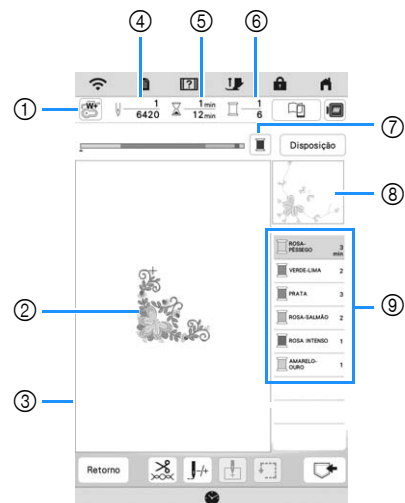 ④ ⑤ ⑥
①
W+
1
6420
1 min
12 min
1
6
⑦
Disposição
⑧
ROSA-
PÊSSEGO
3
min
VERDE-LIMA 2
PRATA 3
ROSA-SALMÃO 2
ROSA INTENSO 1
AMARELO-
OURO
1
⑨
②
③
Retorno